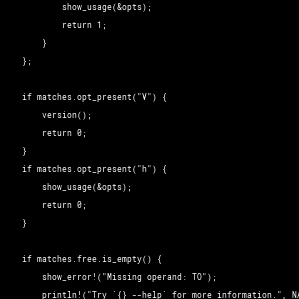 show_usage(&opts);
return 1;
}
};
if matches.opt_present("V") {
version();
return 0;
}
if matches.opt_present("h") {
show_usage(&opts);
return 0;
}
if matches.free.is_empty() {
show_error!("Missing operand: TO");
println!("Try `{} --help` for more information.", NA